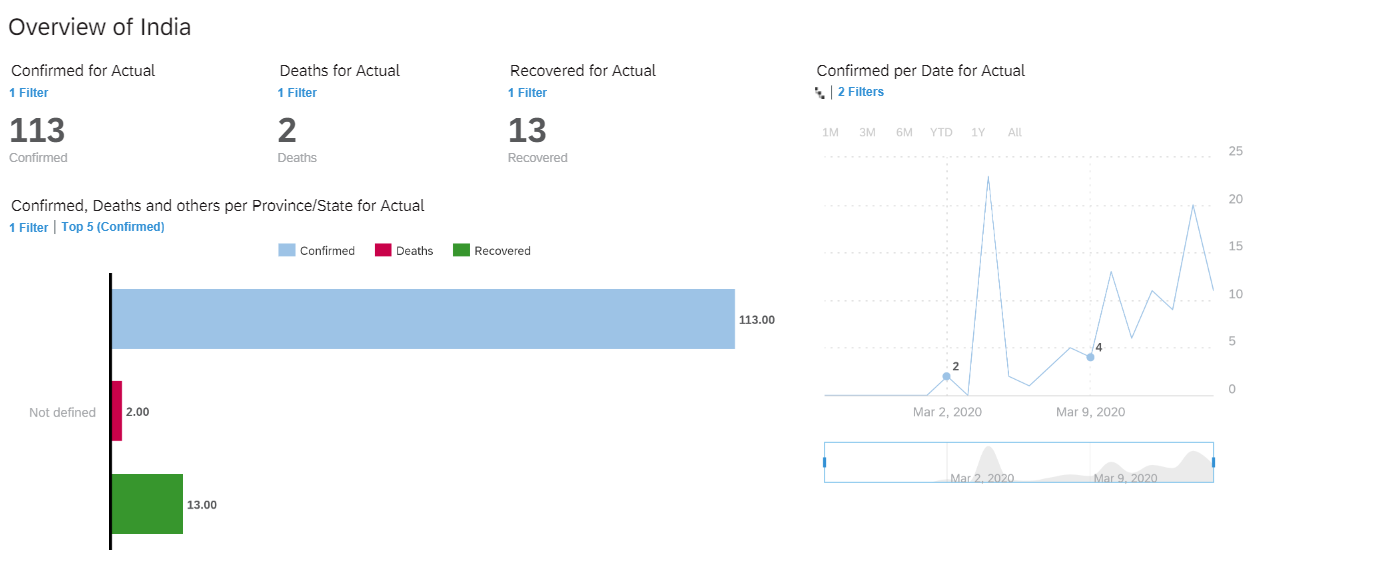 Overview of India
Confirmed for Actual
1 Filter
113
Confirmed
Deaths for Actual
1 Filter
2
Deaths
Recovered for Actual
1 Filter
13
Recovered
Confirmed, Deaths and others per Province/State for Actual
1 Filter | Top 5 (Confirmed)
Confirmed Deaths Recovered
113.00
Not defined 2.00
13.00
Confirmed per Date for Actual
2 Filters
1M 3M 6M YTD 1Y All
25
20
15
10
5
0
2
4
Mar 2, 2020 Mar 9, 2020
Mar 2, 2020 Mar 9, 2020